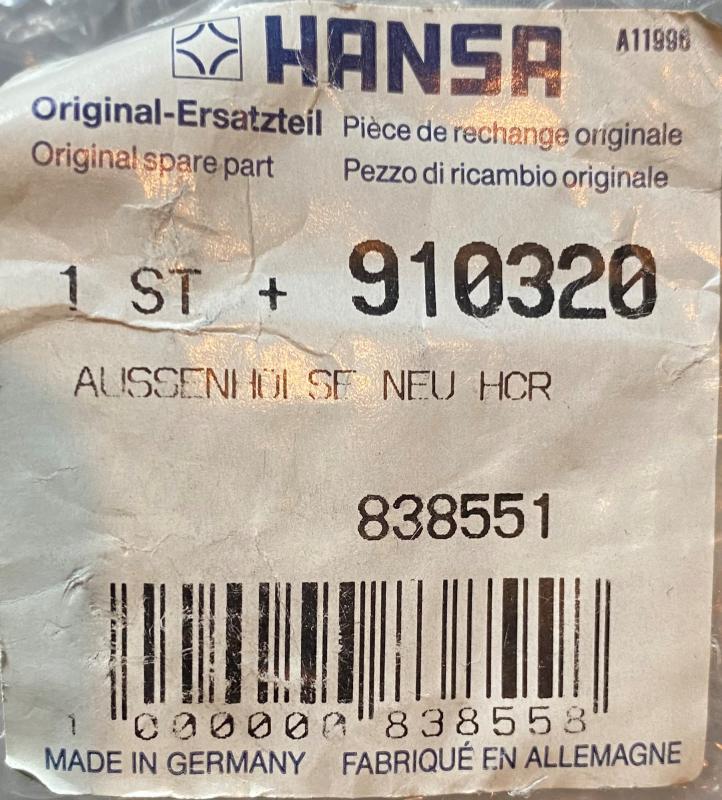 HANSA
A11996
Original-Ersatzteil
Original spare part
Pièce de rechange originale
Pezzo di ricambio originale
1 ST + 910320
AUSSENHÜLSE NEU HCR
838551
1 000000 838558
MADE IN GERMANY FABRIQUÉ EN ALLEMAGNE